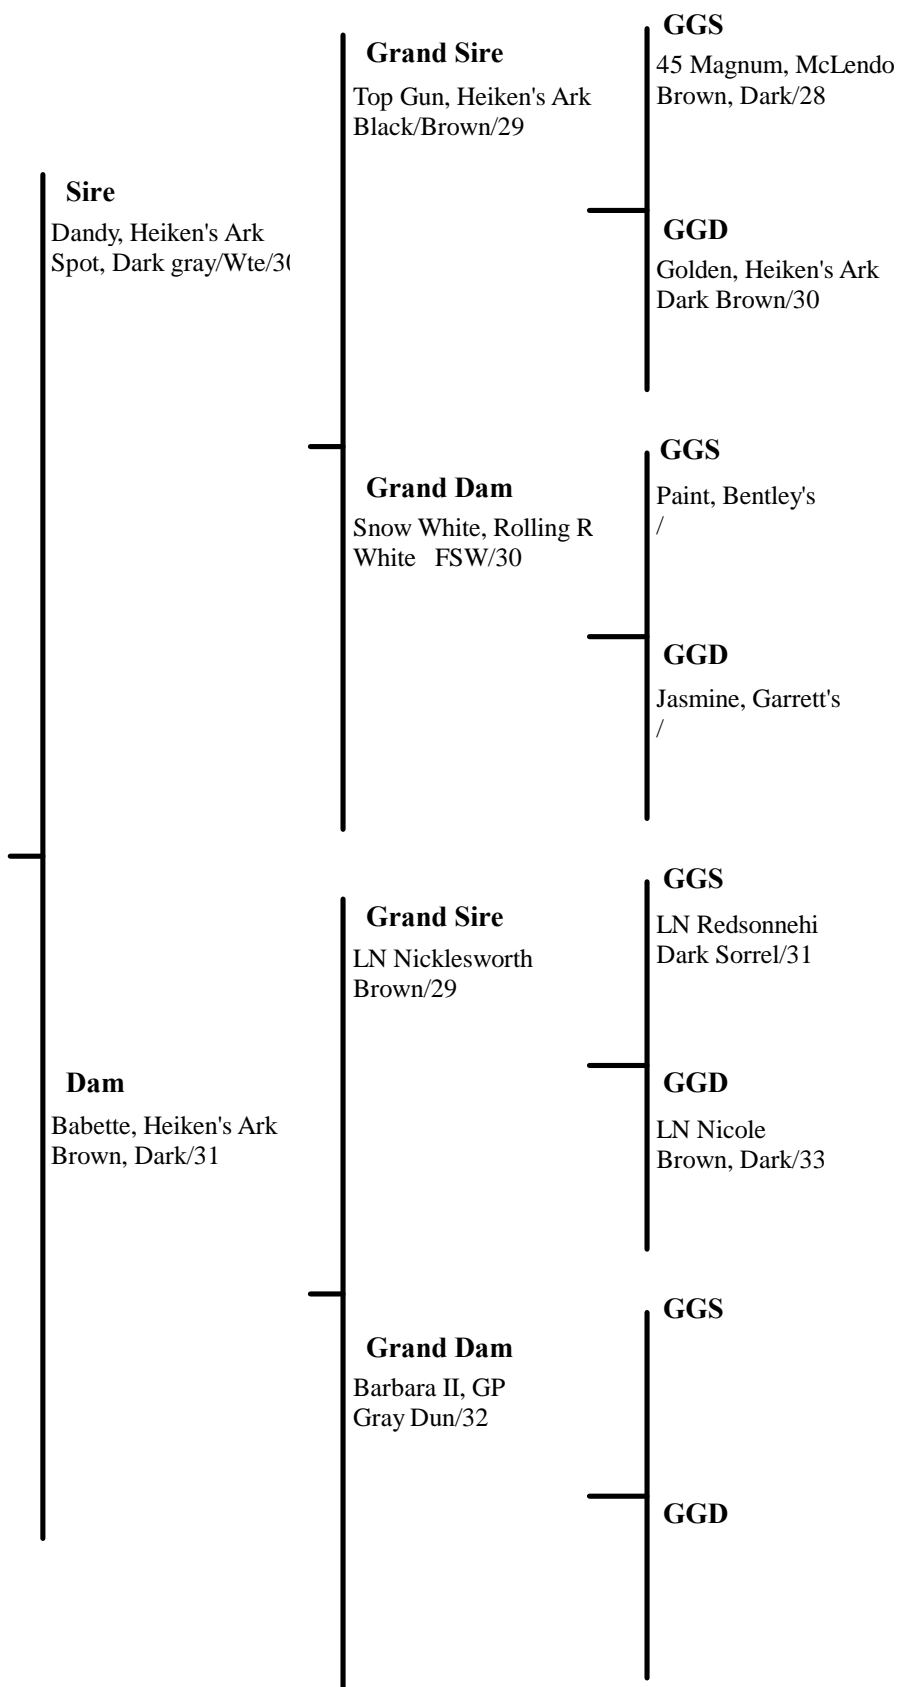 Sire
Dandy, Heiken's Ark
Spot, Dark gray/Wte/30
Dam
Babette, Heiken's Ark
Brown, Dark/31
Grand Sire
Top Gun, Heiken's Ark
Black/Brown/29
Grand Dam
Snow White, Rolling R
White FSW/30
Grand Sire
LN Nicklesworth
Brown/29
Grand Dam
Barbara II, GP
Gray Dun/32
GGS
45 Magnum, McLendo
Brown, Dark/28
GGD
Golden, Heiken's Ark
Dark Brown/30
GGS
Paint, Bentley's
/
GGD
Jasmine, Garrett's
/
GGS
LN Redsonnehi
Dark Sorrel/31
GGD
LN Nicole
Brown, Dark/33
GGS
GGD